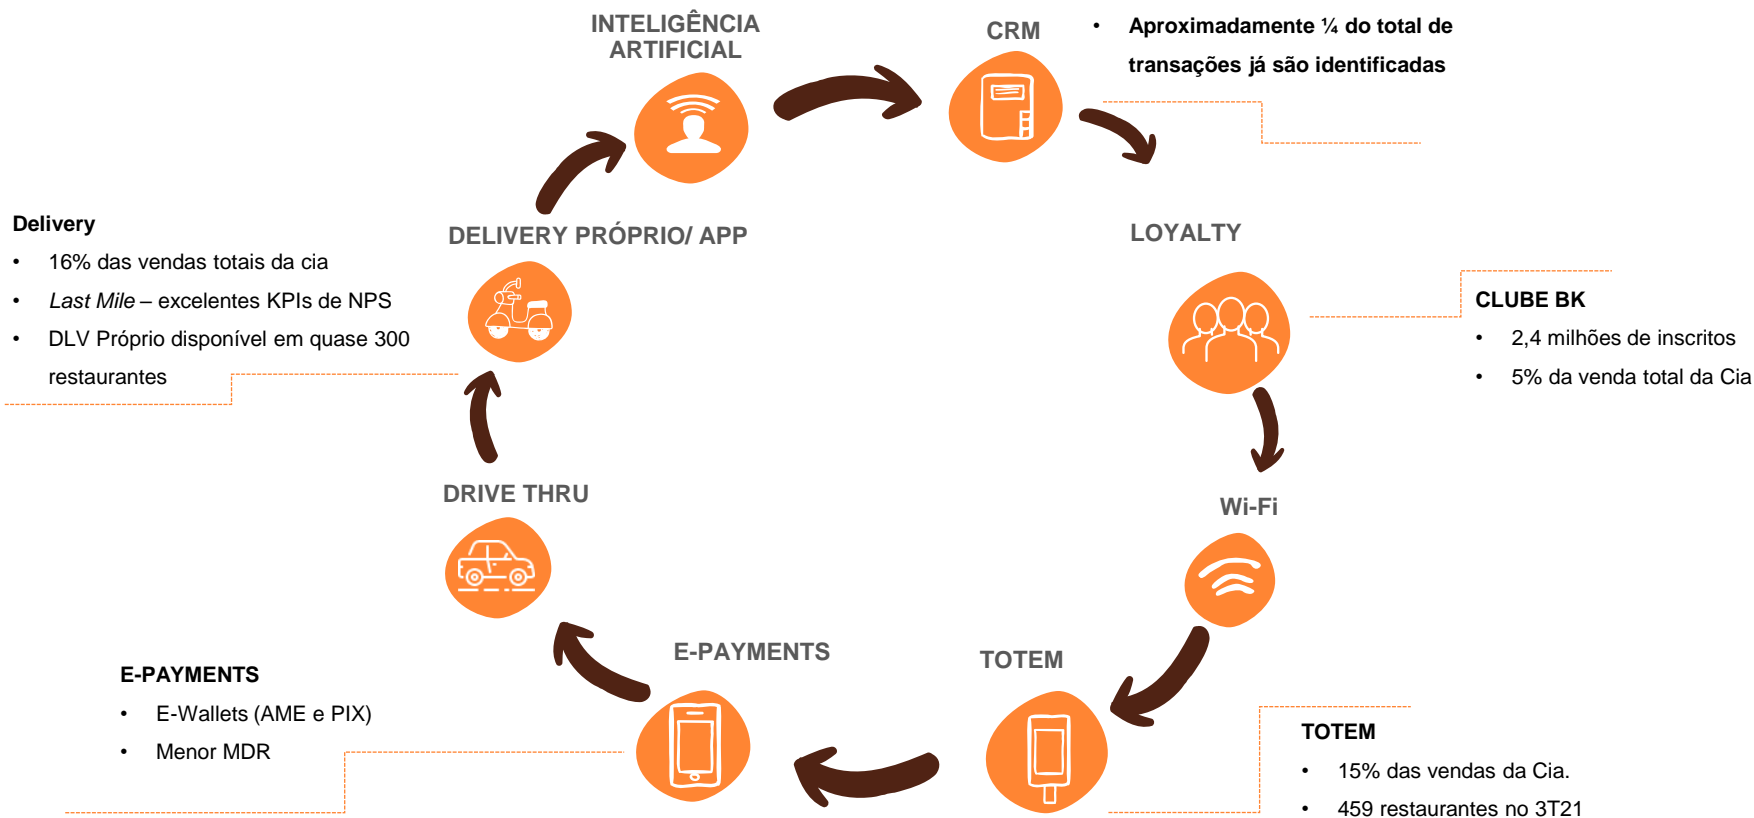 INTELIGÊNCIA
ARTIFICIAL
CRM
• Aproximadamente ¼ do total de
transações já são identificadas
Delivery
• 16% das vendas totais da cia
• Last Mile – excelentes KPIs de NPS
• DLV Próprio disponível em quase 300
restaurantes
DELIVERY PRÓPRIO/ APP
LOYALTY
CLUBE BK
• 2,4 milhões de inscritos
• 5% da venda total da Cia
DRIVE THRU
Wi-Fi
E-PAYMENTS
TOTEM
E-PAYMENTS
• E-Wallets (AME e PIX)
• Menor MDR
TOTEM
• 15% das vendas da Cia.
• 459 restaurantes no 3T21